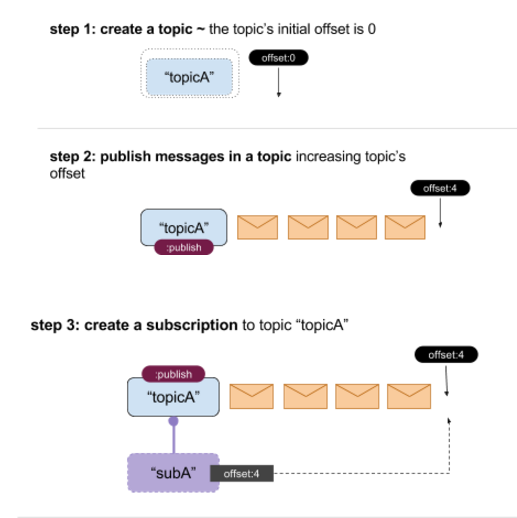 step 1: create a topic ~ the topic's initial offset is 0
offset:0
"topicA"
step 2: publish messages in a topic increasing topic's
offset
offset:4
"topicA"
:publish
step 3: create a subscription to topic "topicA"
offset:4
:publish
"topicA"
"subA"
offset:4